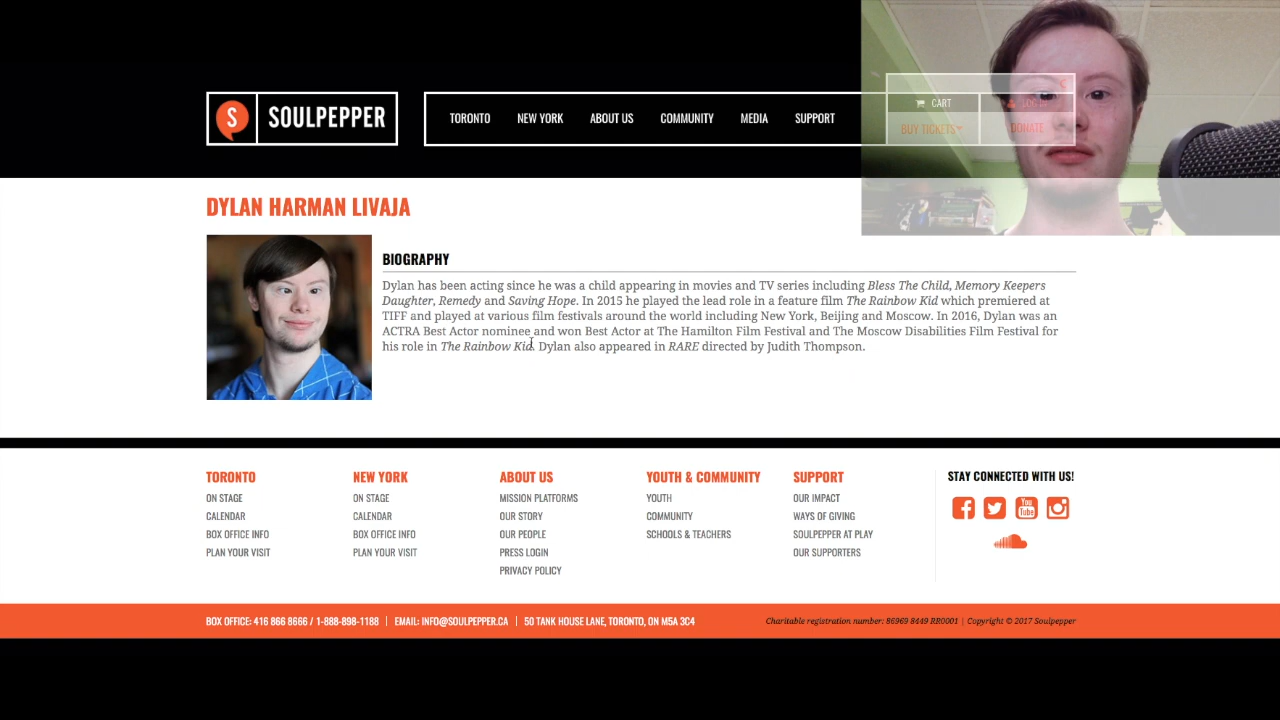 S SOULPEPPER
TORONTO NEW YORK ABOUT US COMMUNITY MEDIA SUPPORT
CART LOG IN
BUY TICKETS DONATE
DYLAN HARMAN LIVAJA
BIOGRAPHY
Dylan has been acting since he was a child appearing in movies and TV series including Bless The Child, Memory Keepers
Daughter, Remedy and Saving Hope. In 2015 he played the lead role in a feature film The Rainbow Kid which premiered at
TIFF and played at various film festivals around the world including New York, Beijing and Moscow. In 2016, Dylan was an
ACTRA Best Actor nominee and won Best Actor at The Hamilton Film Festival and The Moscow Disabilities Film Festival for
his role in The Rainbow Kid. Dylan also appeared in RARE directed by Judith Thompson.
TORONTO
ON STAGE
CALENDAR
BOX OFFICE INFO
PLAN YOUR VISIT
NEW YORK
ON STAGE
CALENDAR
BOX OFFICE INFO
PLAN YOUR VISIT
ABOUT US
MISSION PLATFORMS
OUR STORY
OUR PEOPLE
PRESS LOGIN
PRIVACY POLICY
YOUTH & COMMUNITY
YOUTH
COMMUNITY
SCHOOLS & TEACHERS
SUPPORT
OUR IMPACT
WAYS OF GIVING
SOULPEPPER AT PLAY
OUR SUPPORTERS
STAY CONNECTED WITH US!
You Tube
BOX OFFICE: 416 866 8666 / 1-888-898-1188 | EMAIL: INFO@SOULPEPPER.CA | 50 TANK HOUSE LANE, TORONTO, ON M5A 3C4
Charitable registration number: 86969 8449 RR0001 | Copyright © 2017 Soulpepper